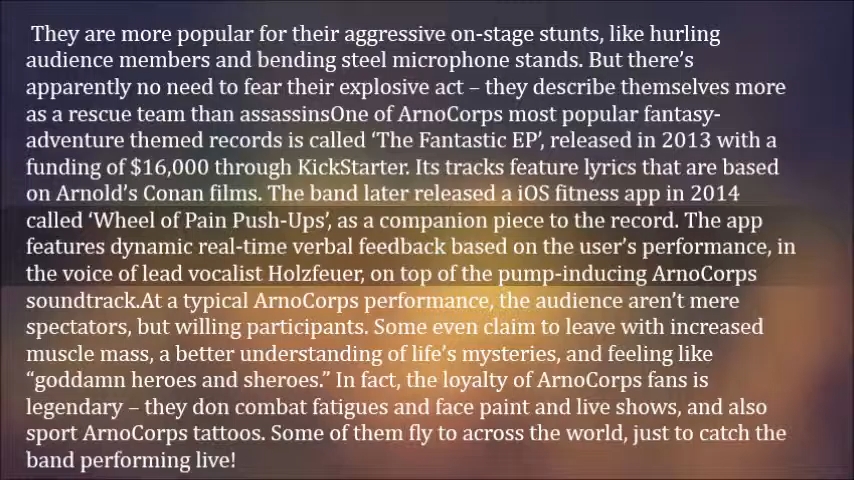 They are more popular for their aggressive on-stage stunts, like hurling
audience members and bending steel microphone stands. But there’s
apparently no need to fear their explosive act – they describe themselves more
as a rescue team than assassinsOne of ArnoCorps most popular fantasy-
adventure themed records is called ‘The Fantastic EP’, released in 2013 with a
funding of $16,000 through KickStarter. Its tracks feature lyrics that are based
on Arnold’s Conan films. The band later released a iOS fitness app in 2014
called ‘Wheel of Pain Push-Ups’, as a companion piece to the record. The app
features dynamic real-time verbal feedback based on the user’s performance, in
the voice of lead vocalist Holzfeuer, on top of the pump-inducing ArnoCorps
soundtrack.At a typical ArnoCorps performance, the audience aren’t mere
spectators, but willing participants. Some even claim to leave with increased
muscle mass, a better understanding of life’s mysteries, and feeling like
“goddamn heroes and sheroes.” In fact, the loyalty of ArnoCorps fans is
legendary – they don combat fatigues and face paint and live shows, and also
sport ArnoCorps tattoos. Some of them fly to across the world, just to catch the
band performing live!